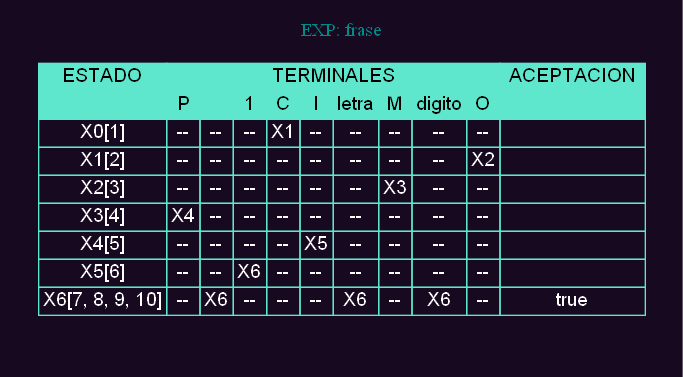 EXP: frase
ESTADO TERMINALES ACEPTACION
P 1 C I letra M digito O
X0[1] -- -- -- X1 -- -- -- -- --
X1[2] -- -- -- -- -- -- -- -- X2
X2[3] -- -- -- -- -- -- X3 -- --
X3[4] X4 -- -- -- -- -- -- -- --
X4[5] -- -- -- -- X5 -- -- -- --
X5[6] -- -- X6 -- -- -- -- -- --
X6[7, 8, 9, 10] -- X6 -- -- -- X6 -- X6 -- true